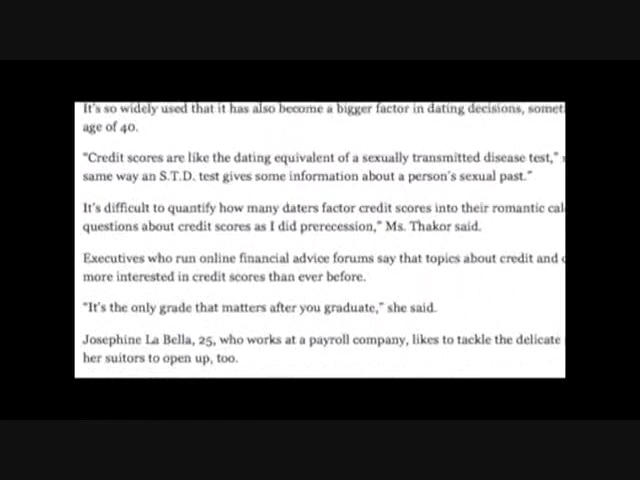 It's so widely used that it has also become a bigger factor in dating decisions,
age of 40.
"Credit scores are like the dating equivalent of a sexually transmitted disease test,"
same way an S.T.D. test gives some information about a person's sexual past."
It's difficult to quantify how many daters factor credit scores into their romantic
questions about credit scores as I did prerecession," Ms. Thakor said.
Executives who run online financial advice forums say that topics about credit and
more interested in credit scores than ever before.
"It's the only grade that matters after you graduate," she said.
Josephine La Bella, 25, who works at a payroll company, likes to tackle the delicate
her suitors to open up, too.